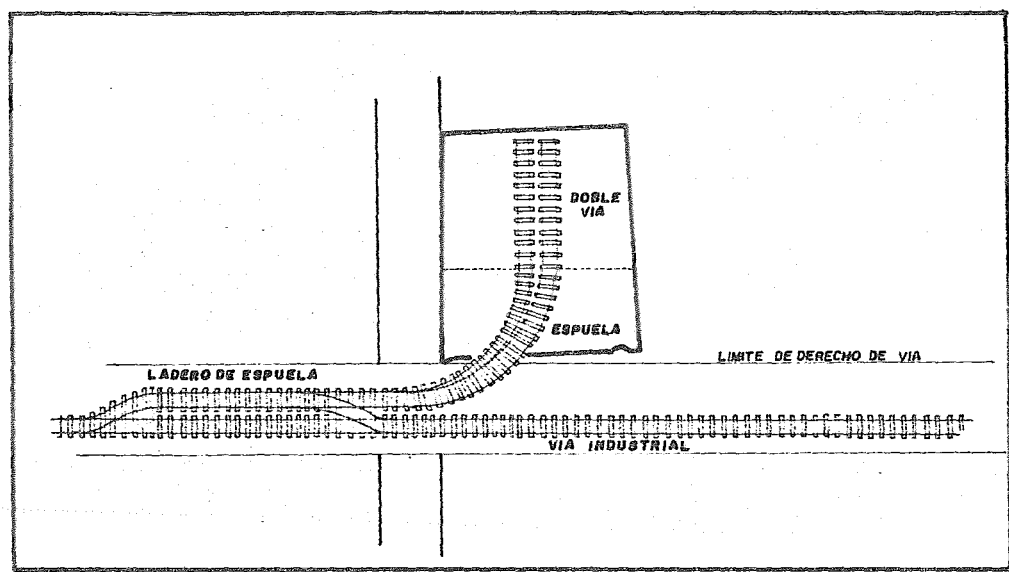 DOBLE
VIA
ESPUELA
LIMITE DE DERECHO DE VIA
LADERO DE ESPUELA
VIA INDUSTRIAL